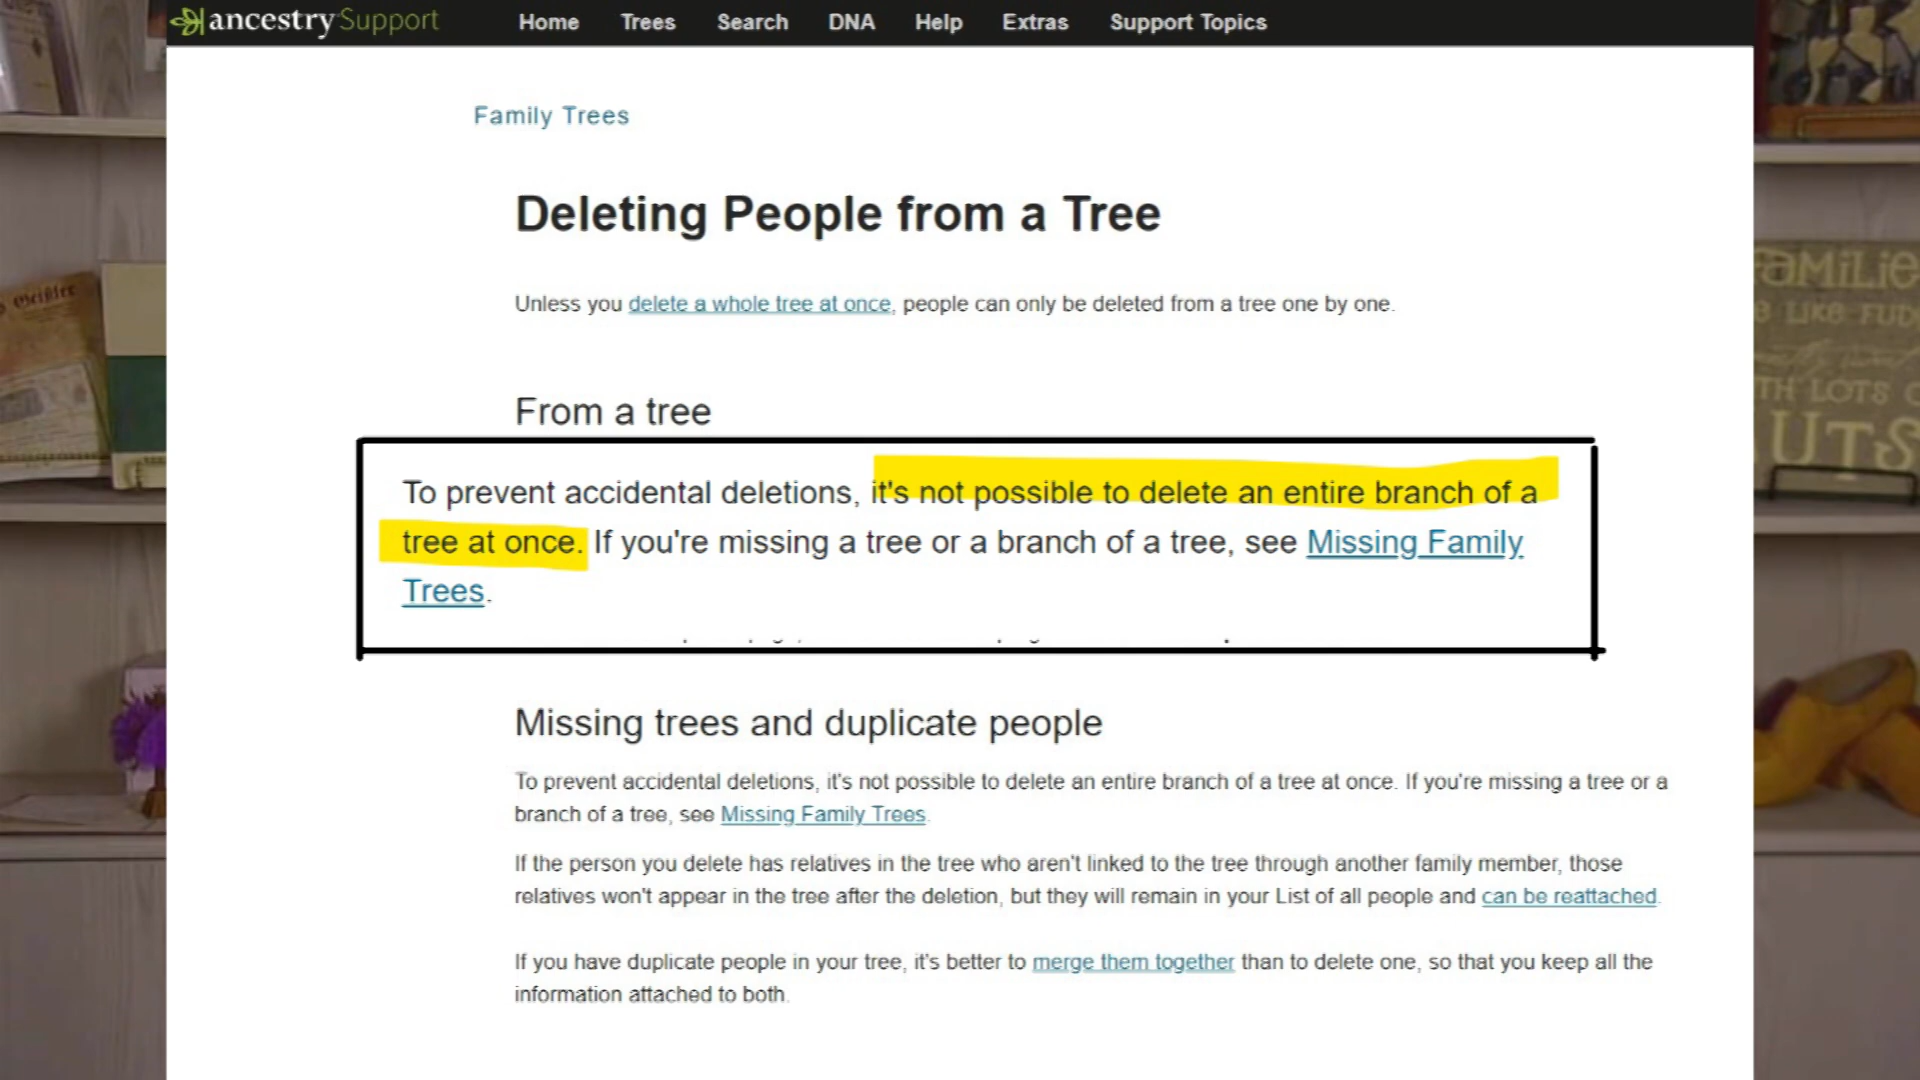 ancestry Support Home Trees Search DNA Help Extras Support Topics
Family Trees
Deleting People from a Tree
Unless you delete a whole tree at once, people can only be deleted from a tree one by one.
From a tree
To prevent accidental deletions, it's not possible to delete an entire branch of a
tree at once. If you're missing a tree or a branch of a tree, see Missing Family
Trees.
Missing trees and duplicate people
To prevent accidental deletions, it's not possible to delete an entire branch of a tree at once. If you're missing a tree or a
branch of a tree, see Missing Family Trees.
If the person you delete has relatives in the tree who aren't linked to the tree through another family member, those
relatives won't appear in the tree after the deletion, but they will remain in your List of all people and can be reattached.
If you have duplicate people in your tree, it's better to merge them together than to delete one, so that you keep all the
information attached to both.
FAMiLiE
LIKE FUD
TH LOTS O
UTS